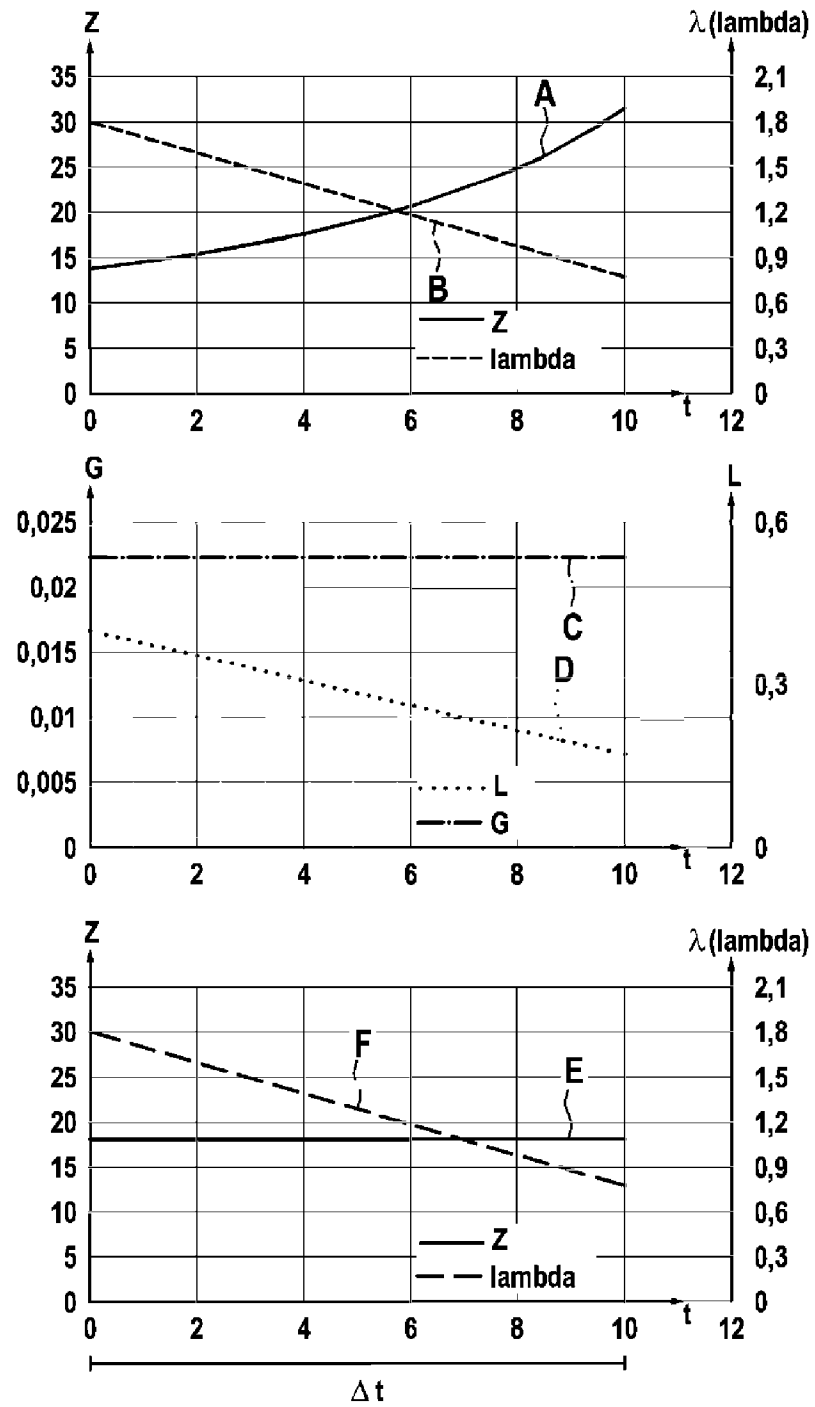 Z λ (lambda)
35 2,1
A
30 1,8
25 1,5
20 1,2
15 0,9
B
10 0,6
Z
5 0,3
lambda
0 0
t
0 2 4 6 8 10 12
G L
0,025 0,6
0,02
C
0,015
D 0,3
0,01
0,005
L
G
0 0
t
0 2 4 6 8 10 12
Z λ (lambda)
35 2,1
30 1,8
F E
25 1,5
20 1,2
15 0,9
10 0,6
Z
5 0,3
lambda
0 0
t
0 2 4 6 8 10 12
Δ t